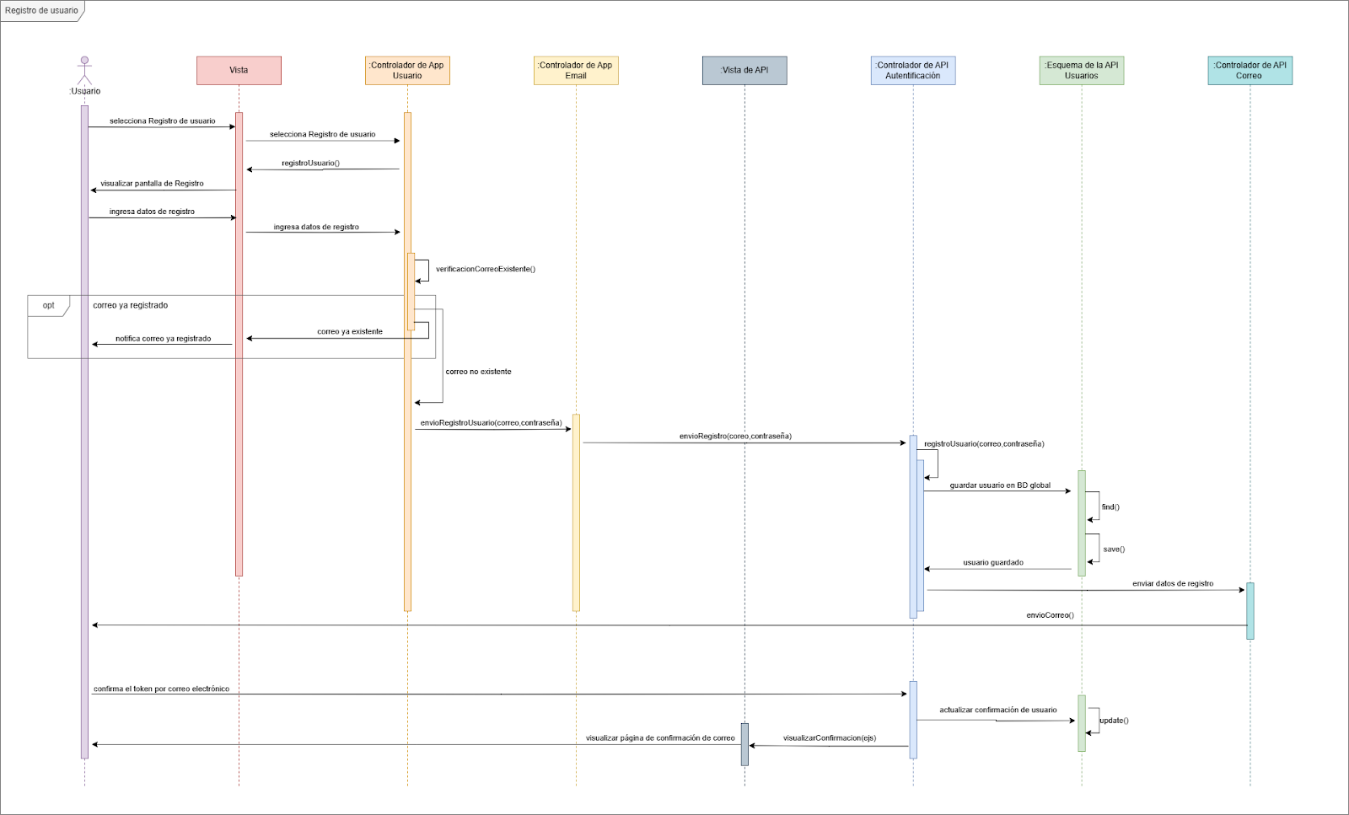 Registro de usuario
:Usuario
Vista
:Controlador de App
Usuario
:Controlador de App
Email
:Vista de API
:Controlador de API
Autentificación
:Esquema de la API
Usuarios
:Controlador de API
Correo
selecciona Registro de usuario
selecciona Registro de usuario
registroUsuario()
visualizar pantalla de Registro
ingresa datos de registro
ingresa datos de registro
verificacionCorreoExistente()
opt
correo ya registrado
correo ya existente
notifica correo ya registrado
correo no existente
envioRegistroUsuario(correo,contraseña)
envioRegistro(coreo,contraseña)
registroUsuario(correo,contraseña)
guardar usuario en BD global
find()
save()
usuario guardado
enviar datos de registro
envioCorreo()
confirma el token por correo electrónico
actualizar confirmación de usuario
update()
visualizar página de confirmación de correo
visualizarConfirmacion(ejs)